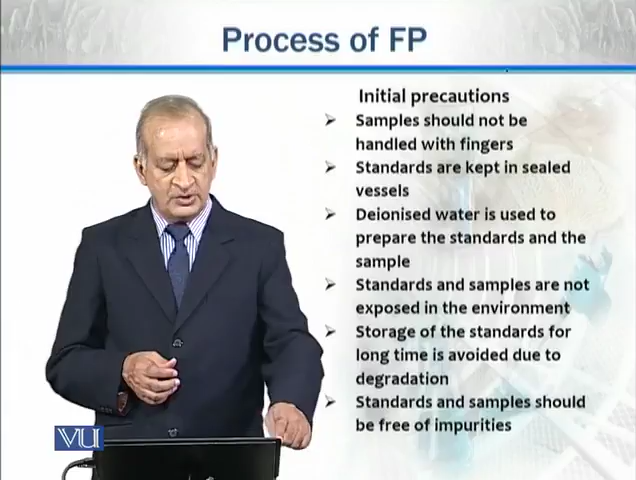 Process of FP
Initial precautions
➤ Samples should not be
handled with fingers
➤ Standards are kept in sealed
vessels
➤ Deionised water is used to
prepare the standards and the
sample
➤ Standards and samples are not
exposed in the environment
➤ Storage of the standards for
long time is avoided due to
degradation
➤ Standards and samples should
be free of impurities
VU